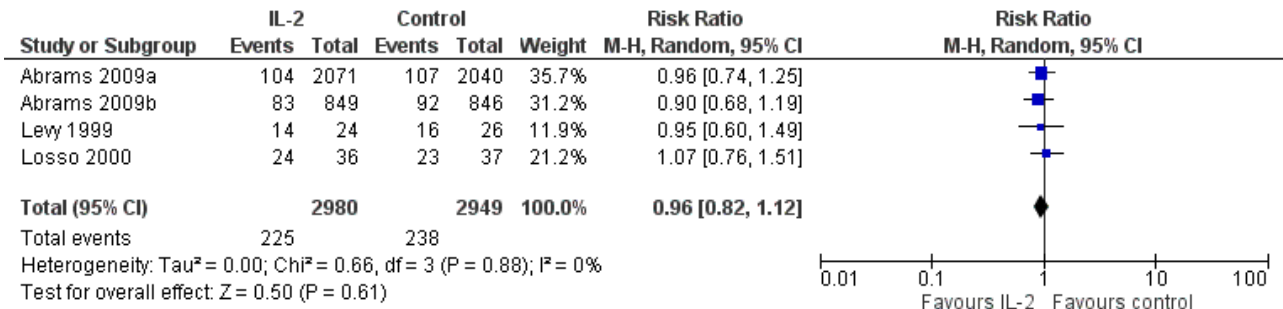 IL-2 Control Risk Ratio Risk Ratio
Study or Subgroup Events Total Events Total Weight M-H, Random, 95% CI M-H, Random, 95% CI
Abrams 2009a 104 2071 107 2040 35.7% 0.96 [0.74, 1.25]
Abrams 2009b 83 849 92 846 31.2% 0.90 [0.68, 1.19]
Levy 1999 14 24 16 26 11.9% 0.95 [0.60, 1.49]
Losso 2000 24 36 23 37 21.2% 1.07 [0.76, 1.51]
Total (95% CI) 2980 2949 100.0% 0.96 [0.82, 1.12]
Total events 225 238
Heterogeneity: Tau² = 0.00; Chi² = 0.66, df = 3 (P = 0.88); I² = 0%
Test for overall effect: Z = 0.50 (P = 0.61)
0.01 0.1 1 10 100
Favours IL-2 Favours control